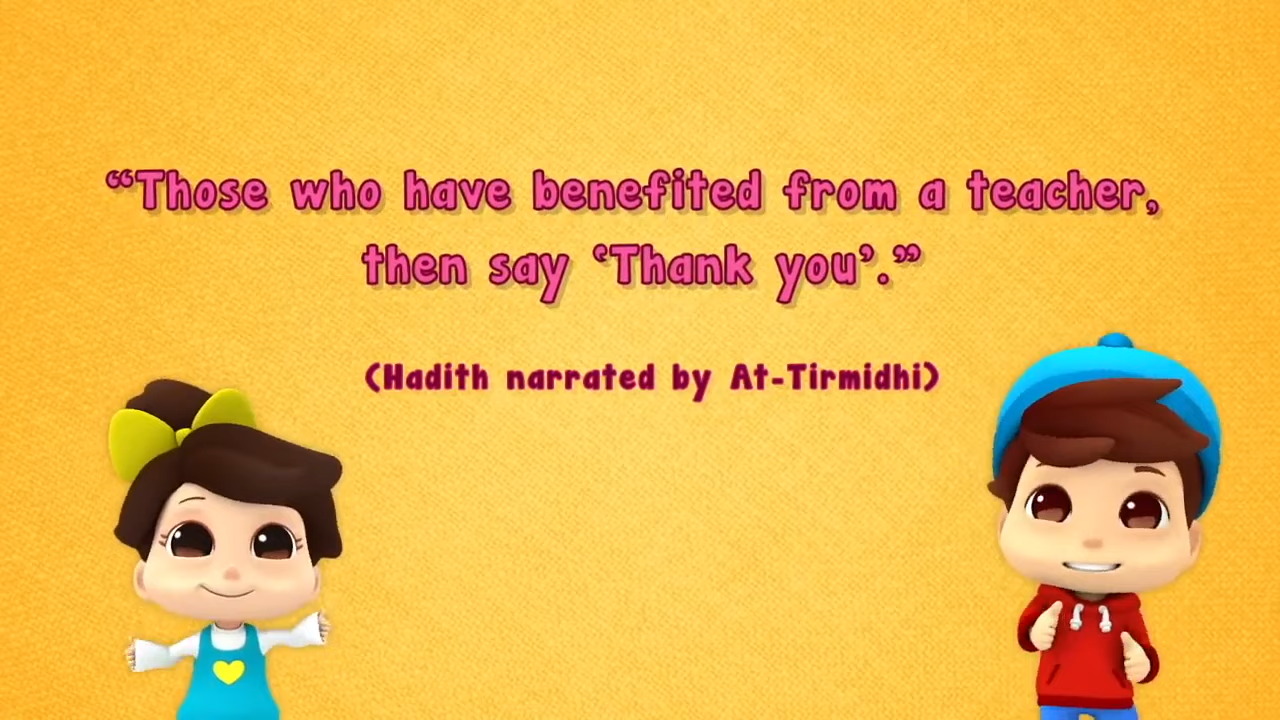 “Those who have benefited from a teacher,
then say ‘Thank you’.”
(Hadith narrated by At-Tirmidhi)